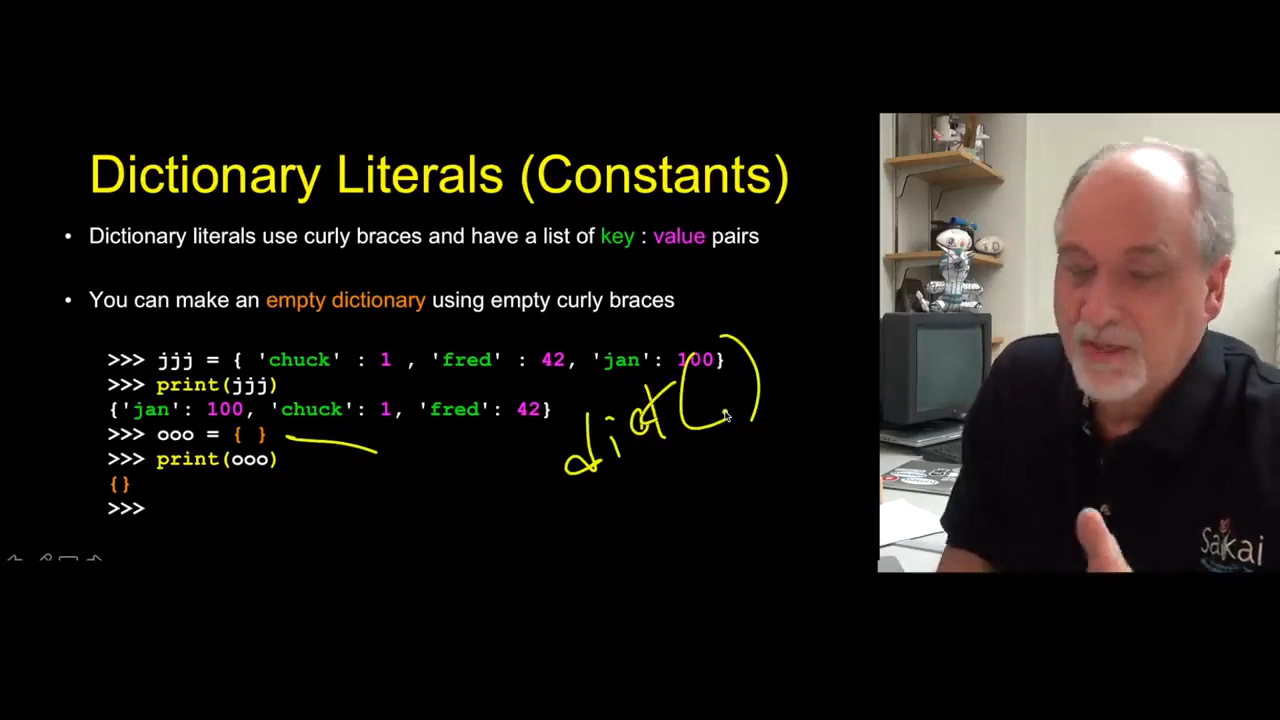 Dictionary Literals (Constants)
• Dictionary literals use curly braces and have a list of key : value pairs
• You can make an empty dictionary using empty curly braces
>>> jjj = { 'chuck' : 1 , 'fred' : 42, 'jan': 100}
>>> print(jjj)
{'jan': 100, 'chuck': 1, 'fred': 42}
>>> ooo = { }
>>> print(ooo)
{}
>>>
dict()
Sakai